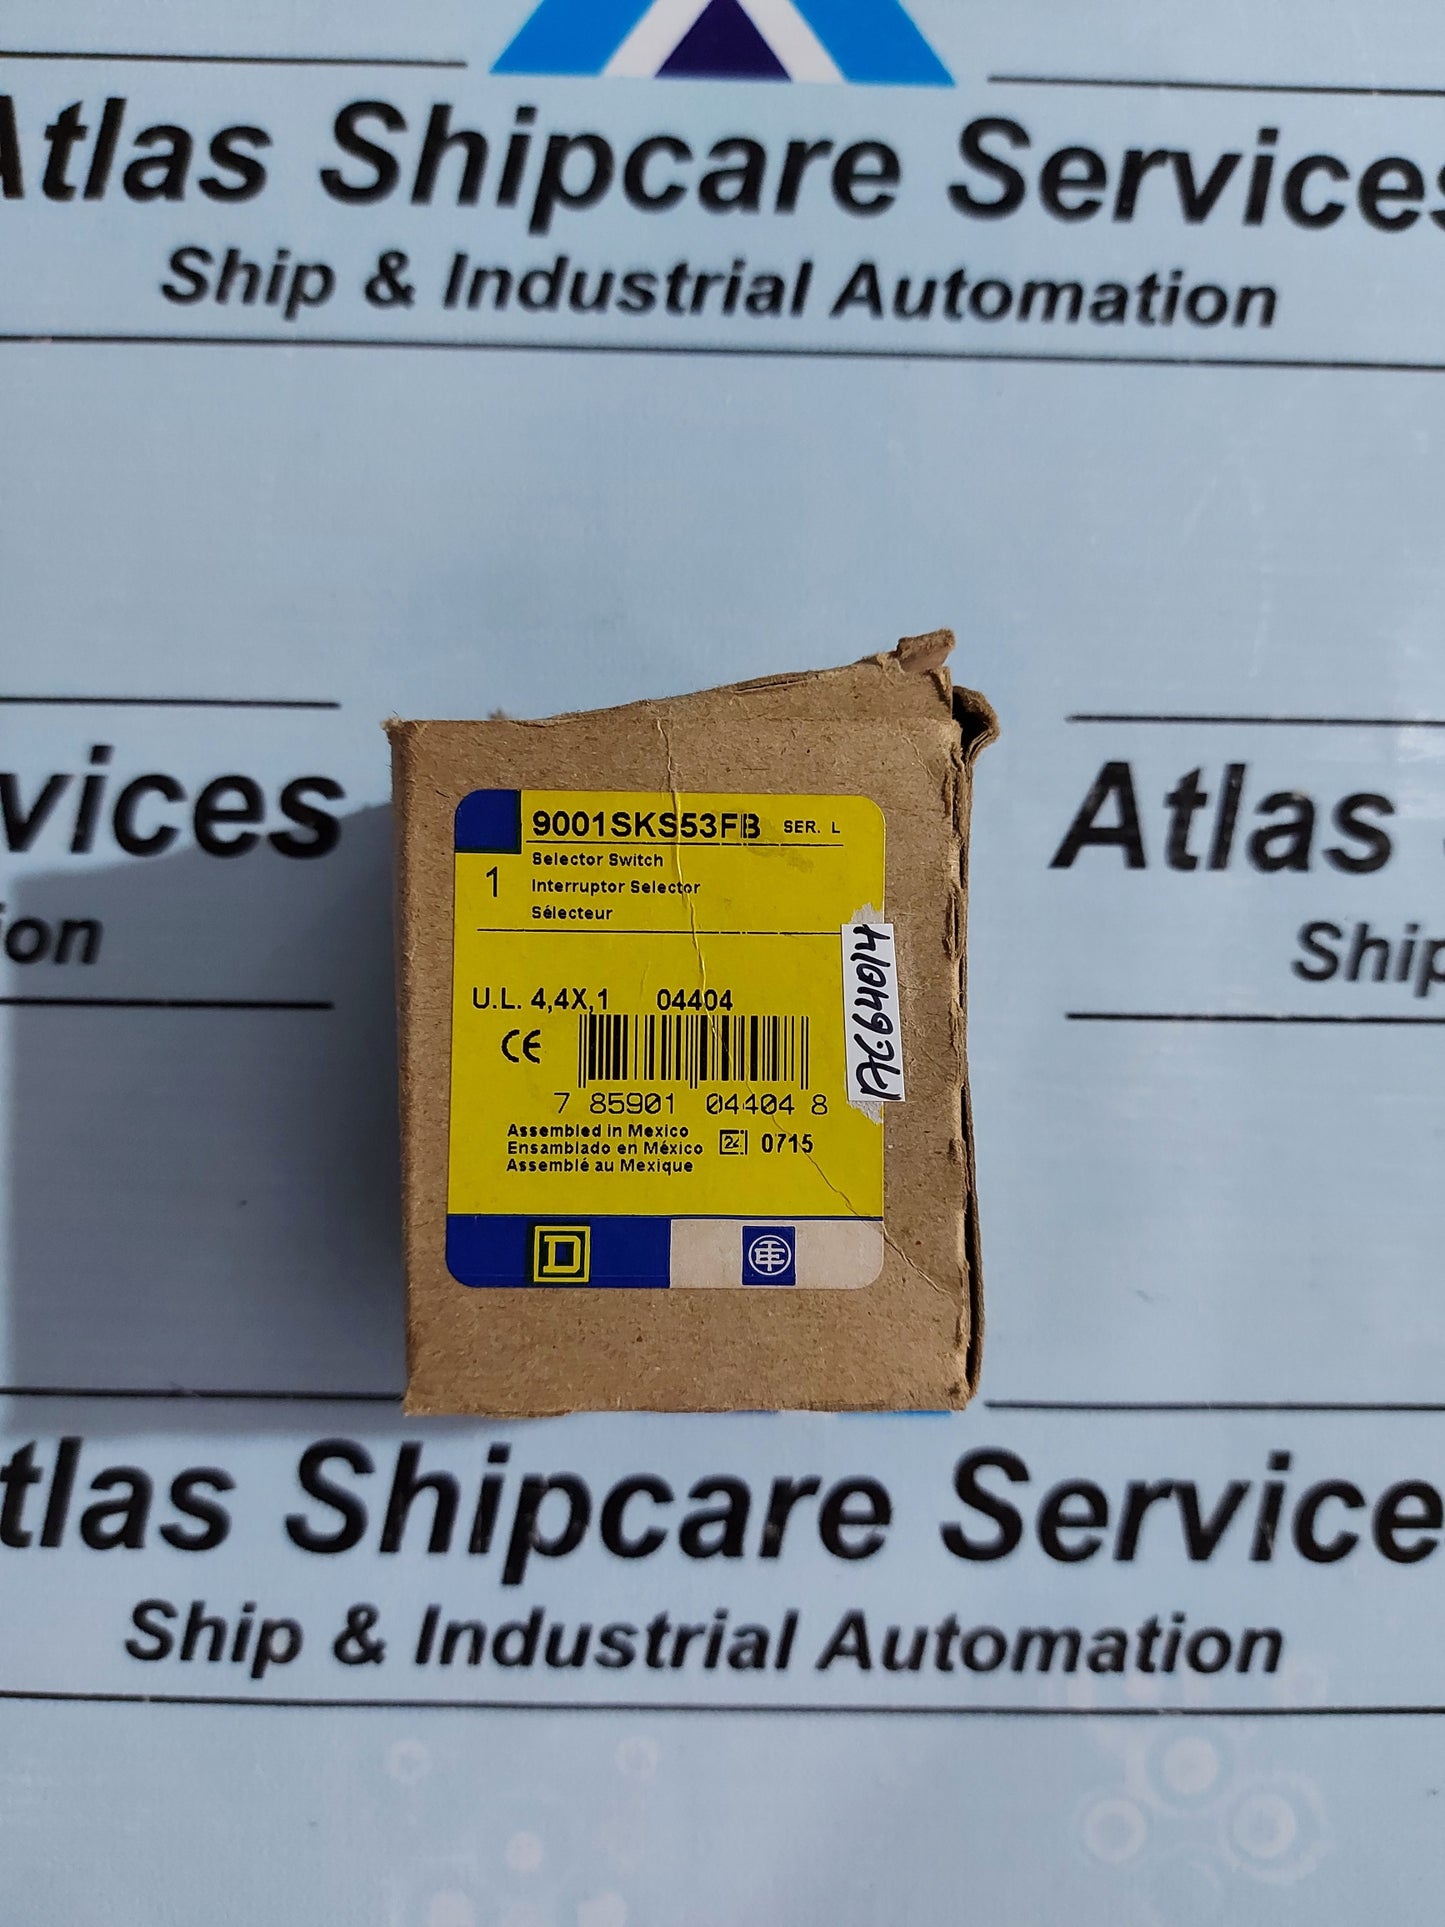 Atlas Shipcare Services
Ship & Industrial Automation
vices
ion
Atlas
Ship
9001SKS53FB SER. L
Selector Switch
1
Interruptor Selector
Sélecteur
U.L. 4,4X,1 04404
CE
7 85901 04404 8
Assembled in Mexico
Ensamblado en México
Assemblé au Mexique
24 0715
D
TE
tlas Shipcare Service
Ship & Industrial Automation